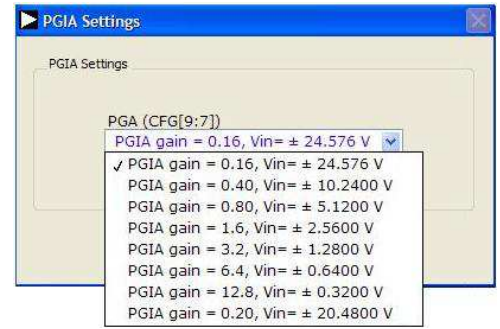 PGIA Settings
PGIA Settings
PGA (CFG[9:7])
PGIA gain = 0.16, Vin= ± 24.576 V
✓ PGIA gain = 0.16, Vin= ± 24.576 V
PGIA gain = 0.40, Vin= ± 10.2400 V
PGIA gain = 0.80, Vin= ± 5.1200 V
PGIA gain = 1.6, Vin= ± 2.5600 V
PGIA gain = 3.2, Vin= ± 1.2800 V
PGIA gain = 6.4, Vin= ± 0.6400 V
PGIA gain = 12.8, Vin= ± 0.3200 V
PGIA gain = 0.20, Vin= ± 20.4800 V